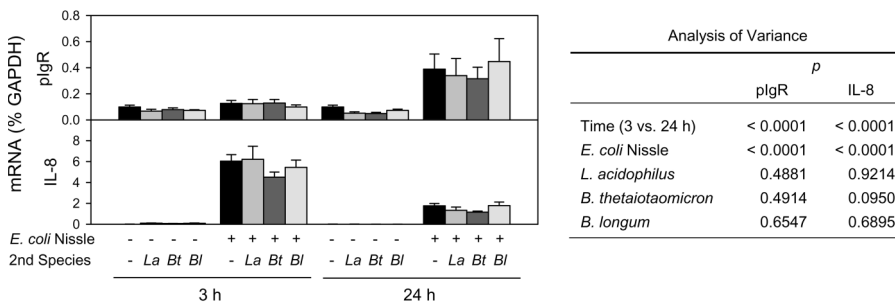 mRNA (% GAPDH)
pIgR
0.8
0.6
0.4
0.2
0.0
IL-8
6
4
2
0
E. coli Nissle - - - - + + + + - - - - + + + +
2nd Species - La Bt Bl - La Bt Bl - La Bt Bl - La Bt Bl
3 h 24 h
Analysis of Variance
p
pIgR IL-8
Time (3 vs. 24 h) < 0.0001 < 0.0001
E. coli Nissle < 0.0001 < 0.0001
L. acidophilus 0.4881 0.9214
B. thetaiotaomicron 0.4914 0.0950
B. longum 0.6547 0.6895